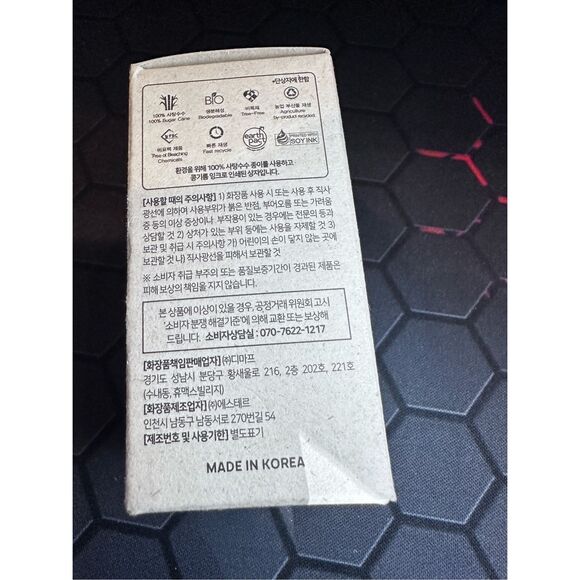 *단상자에 한함
100% 사탕수수
100% Sugar Cane
BIO
생분해성
Biodegradable
비목재
Tree-Free
농업 부산물 재생
Agriculture
by-product recycled
표백제 제품
Free of Bleaching
Chemicals
빠른 재생
Fast recycle
earth
pact
PRINTED WITH
SOY INK
환경을 위해 100% 사탕수수 종이를 사용하고
콩기름 잉크로 인쇄된 상자입니다.
[사용할 때의 주의사항] 1) 화장품 사용 시 또는 사용 후 직사
광선에 의하여 사용부위가 붉은 반점, 부어오름 또는 가려움
증 등의 이상 증상이나 부작용이 있는 경우에는 전문의 등과
상담할 것 2) 상처가 있는 부위 등에는 사용을 자제할 것 3)
보관 및 취급 시 주의사항 가) 어린이의 손이 닿지 않는 곳에
보관할 것 나) 직사광선을 피해서 보관할 것
※ 소비자 취급 부주의 또는 품질보증기간이 경과된 제품은
피해 보상의 책임을 지지 않습니다.
본 상품에 이상이 있을 경우, 공정거래 위원회 고시
'소비자 분쟁 해결기준'에 의해 교환 또는 보상해
드립니다. 소비자상담실 : 070-7622-1217
[화장품책임판매업자] ㈜디마프
경기도 성남시 분당구 황새울로 216, 2층 202호, 221호
(수내동, 휴맥스빌리지)
[화장품제조업자] ㈜에스테르
인천시 남동구 남동서로 270번길 54
[제조번호 및 사용기한] 별도표기
MADE IN KOREA